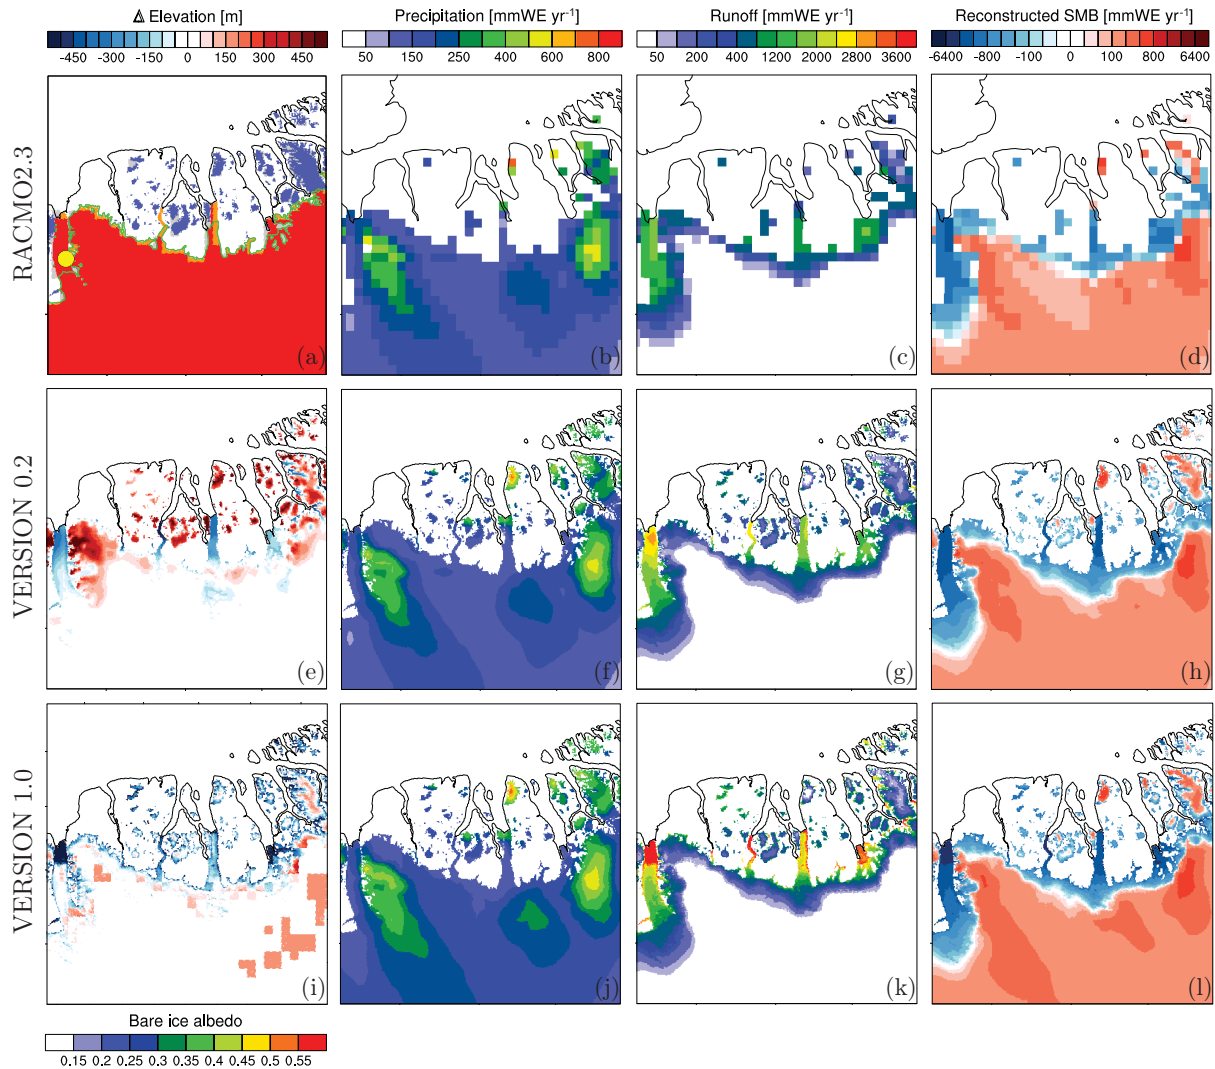 Δ Elevation [m]
-450 -300 -150 0 150 300 450
Precipitation [mmWE yr⁻¹]
50 150 250 400 600 800
Runoff [mmWE yr⁻¹]
50 200 400 1200 2000 2800 3600
Reconstructed SMB [mmWE yr⁻¹]
-6400 -800 -100 0 100 800 6400
RACMO2.3
(a)
(b)
(c)
(d)
VERSION 0.2
(e)
(f)
(g)
(h)
VERSION 1.0
(i)
(j)
(k)
(l)
Bare ice albedo
0.15 0.2 0.25 0.3 0.35 0.4 0.45 0.5 0.55